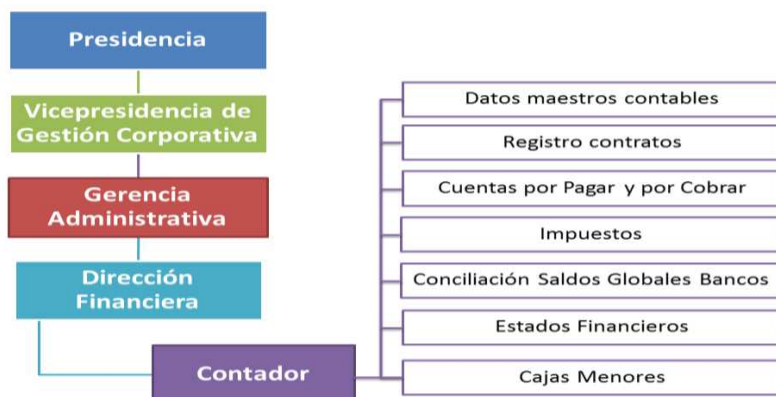 Presidencia
Vicepresidencia de
Gestión Corporativa
Gerencia
Administrativa
Dirección
Financiera
Contador
Datos maestros contables
Registro contratos
Cuentas por Pagar y por Cobrar
Impuestos
Conciliación Saldos Globales Bancos
Estados Financieros
Cajas Menores